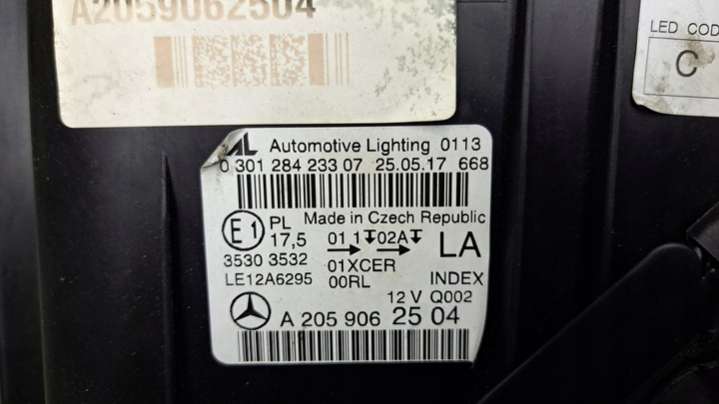 A2059062504
LED COD
C
AL Automotive Lighting 0113
0 301 284 233 07 25.05.17 668
Made in Czech Republic
E1 PL 17,5
01 1 02A
LA
3530 3532
01XCER
LE12A6295 00RL INDEX
12 V Q002
A 205 906 25 04